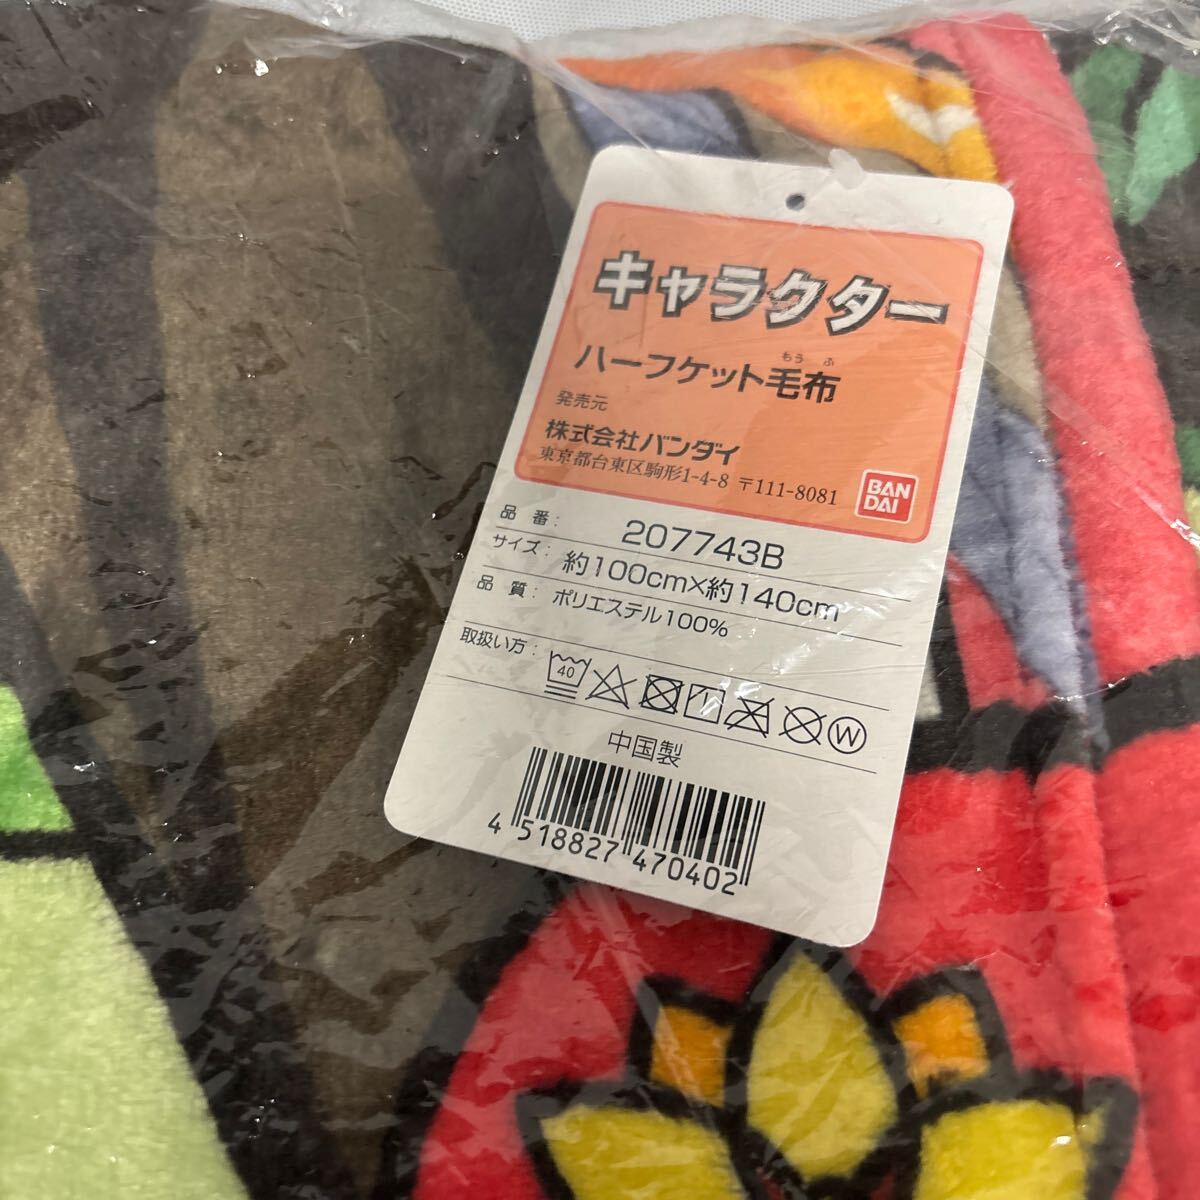 キャラクター
もうふ
ハーフケット毛布
発売元
株式会社バンダイ
東京都台東区駒形1-4-8 〒111-8081
BAN
DAI
品番: 207743B
サイズ: 約100cm×約140cm
品質: ポリエステル100%
取扱い方:
40
W
中国製
4 518827 470402